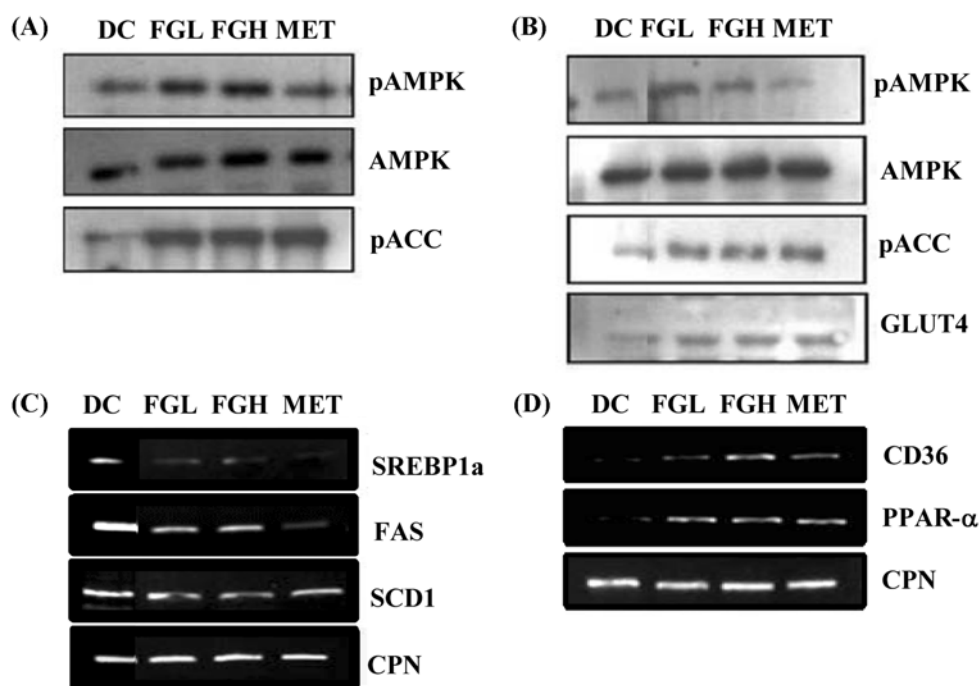 (A)
DC FGL FGH MET
pAMPK
AMPK
pACC
(B)
DC FGL FGH MET
pAMPK
AMPK
pACC
GLUT4
(C)
DC FGL FGH MET
SREBP1a
FAS
SCD1
CPN
(D)
DC FGL FGH MET
CD36
PPAR-α
CPN